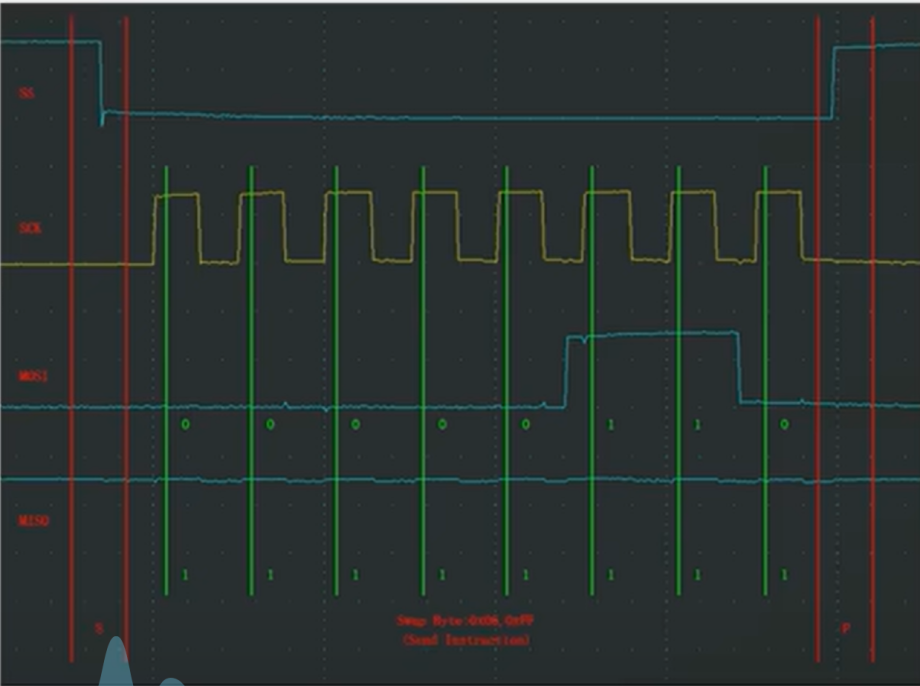 SS
SCK
MOSI
0 0 0 0 0 1 1 0
MISO
1 1 1 1 1 1 1 1
S
Swap Byte:0x06,0xFF
P
(Send Instruction)